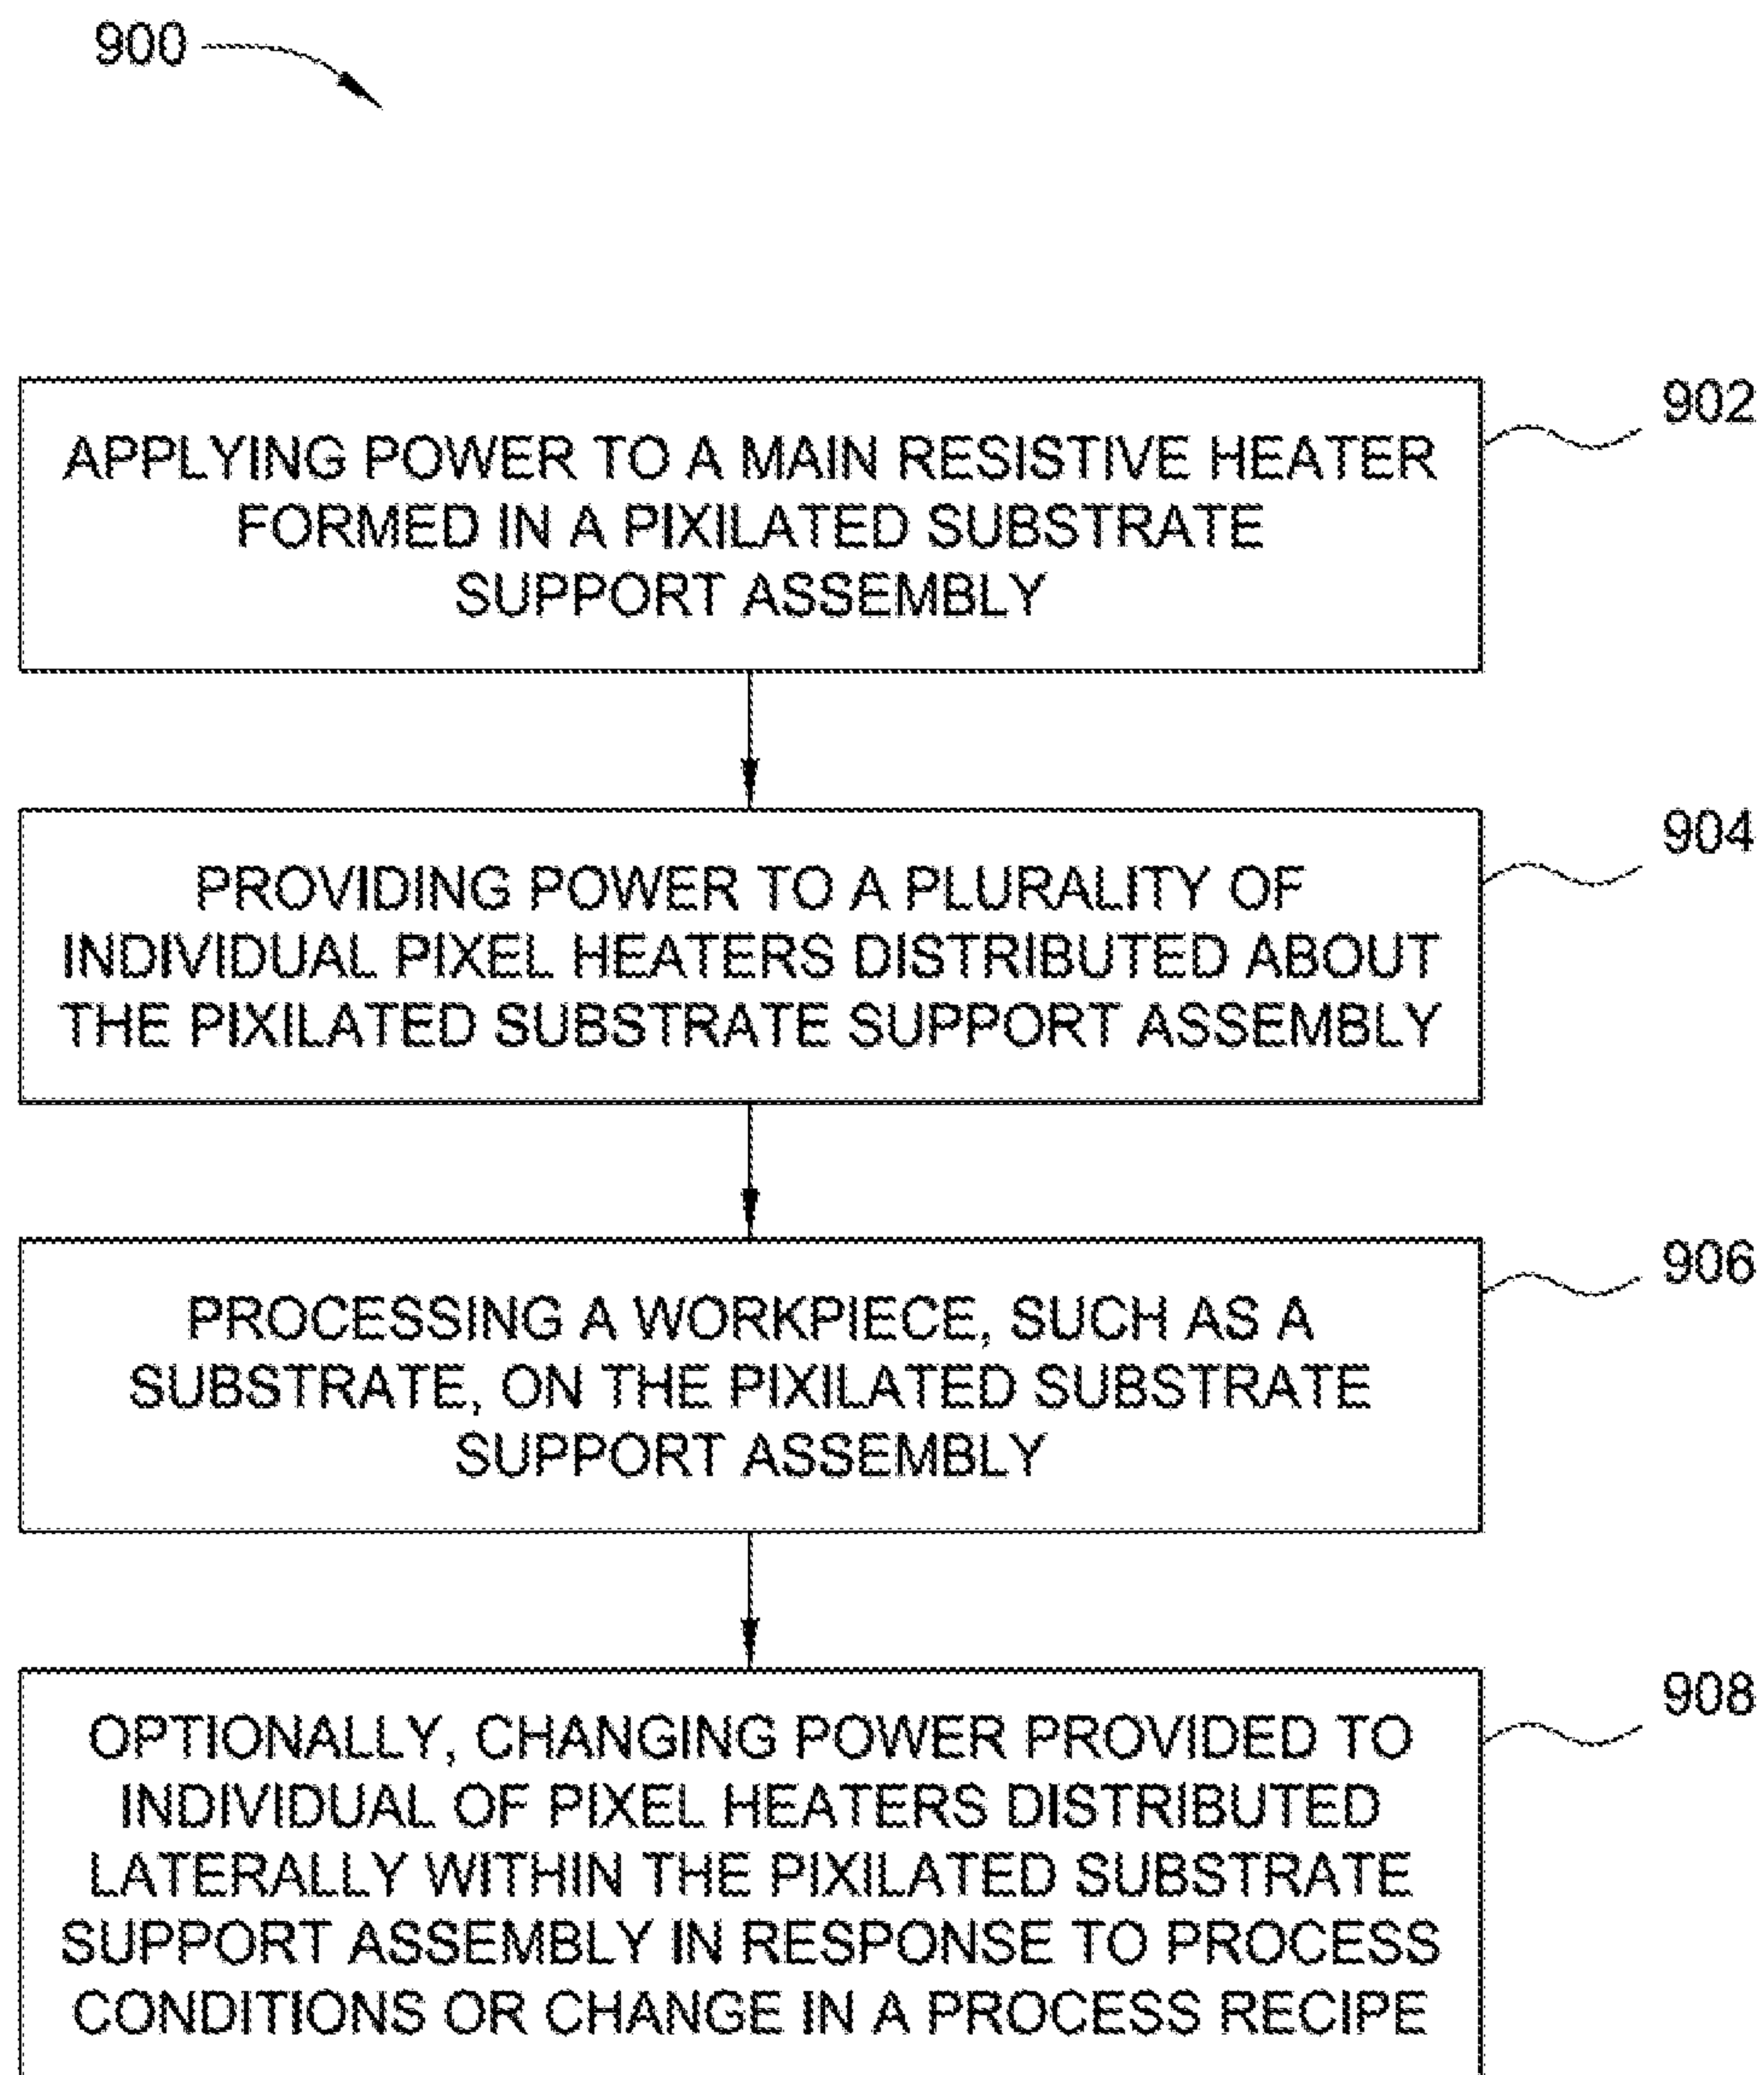 900
902
APPLYING POWER TO A MAIN RESISTIVE HEATER
FORMED IN A PIXILATED SUBSTRATE
SUPPORT ASSEMBLY
904
PROVIDING POWER TO A PLURALITY OF
INDIVIDUAL PIXEL HEATERS DISTRIBUTED ABOUT
THE PIXILATED SUBSTRATE SUPPORT ASSEMBLY
906
PROCESSING A WORKPIECE, SUCH AS A
SUBSTRATE, ON THE PIXILATED SUBSTRATE
SUPPORT ASSEMBLY
908
OPTIONALLY, CHANGING POWER PROVIDED TO
INDIVIDUAL OF PIXEL HEATERS DISTRIBUTED
LATERALLY WITHIN THE PIXILATED SUBSTRATE
SUPPORT ASSEMBLY IN RESPONSE TO PROCESS
CONDITIONS OR CHANGE IN A PROCESS RECIPE